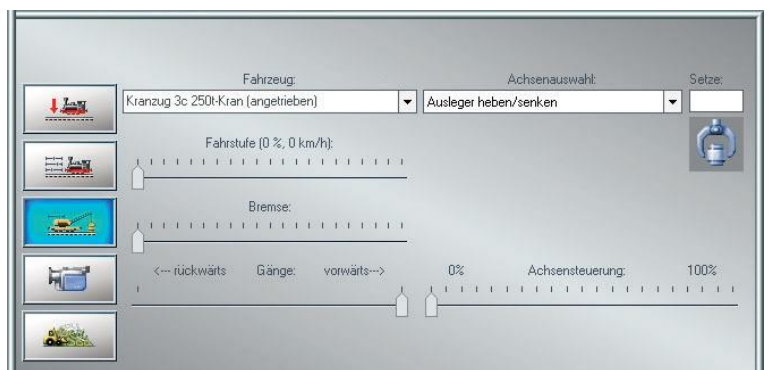 Fahrzeug: Achsenauswahl: Setze:
Kranzug 3c 250t-Kran (angetrieben) Ausleger heben/senken
Fahrstufe (0 %, 0 km/h):
Bremse:
<--- rückwärts Gänge: vorwärts---> 0% Achsensteuerung: 100%